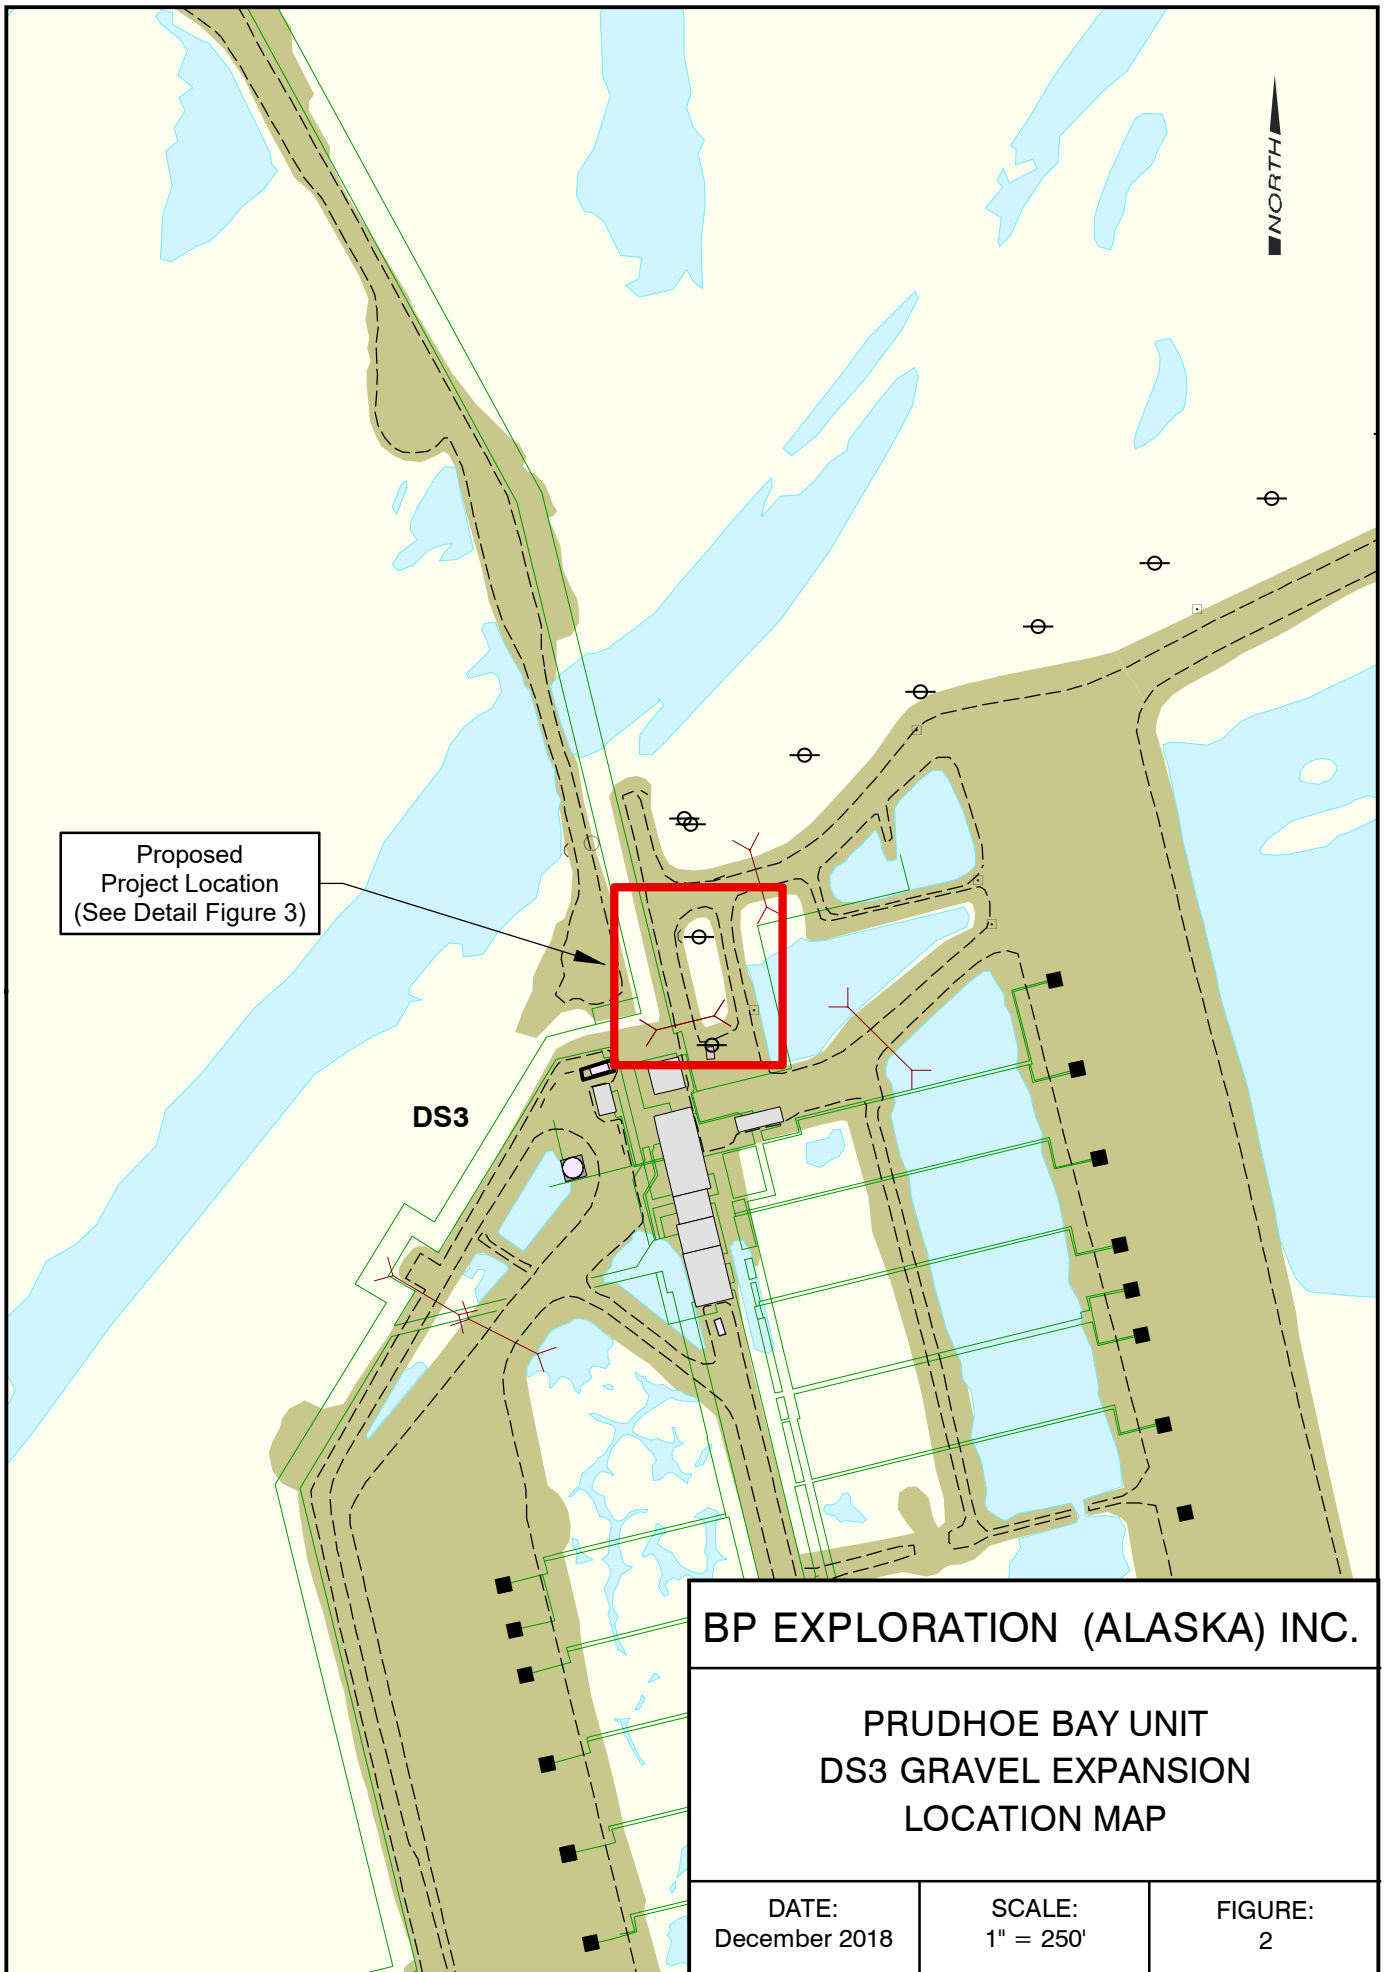 NORTH
Proposed
Project Location
(See Detail Figure 3)
DS3
BP EXPLORATION (ALASKA) INC.
PRUDHOE BAY UNIT
DS3 GRAVEL EXPANSION
LOCATION MAP
DATE:
December 2018
SCALE:
1" = 250'
FIGURE:
2